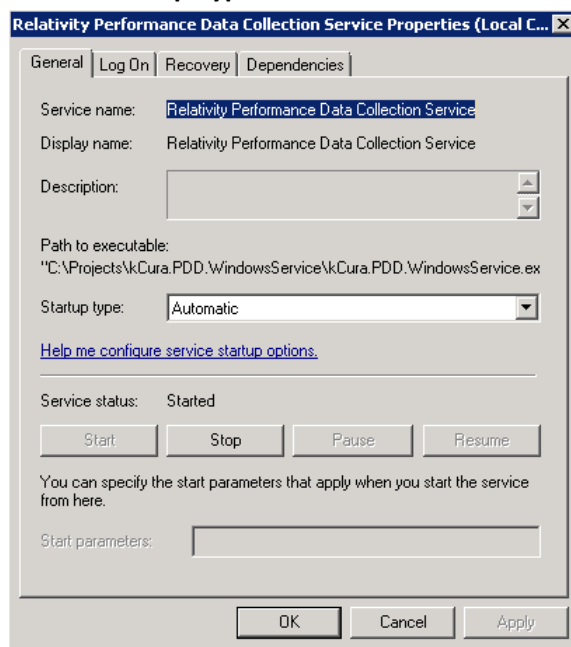 Relativity Performance Data Collection Service Properties (Local C...
General Log On Recovery Dependencies
Service name: Relativity Performance Data Collection Service
Display name: Relativity Performance Data Collection Service
Description:
Path to executable:
"C:\Projects\kCura.PDD.WindowsService\kCura.PDD.WindowsService.ex
Startup type: Automatic
Help me configure service startup options.
Service status: Started
Start Stop Pause Resume
You can specify the start parameters that apply when you start the service
from here.
Start parameters:
OK Cancel Apply